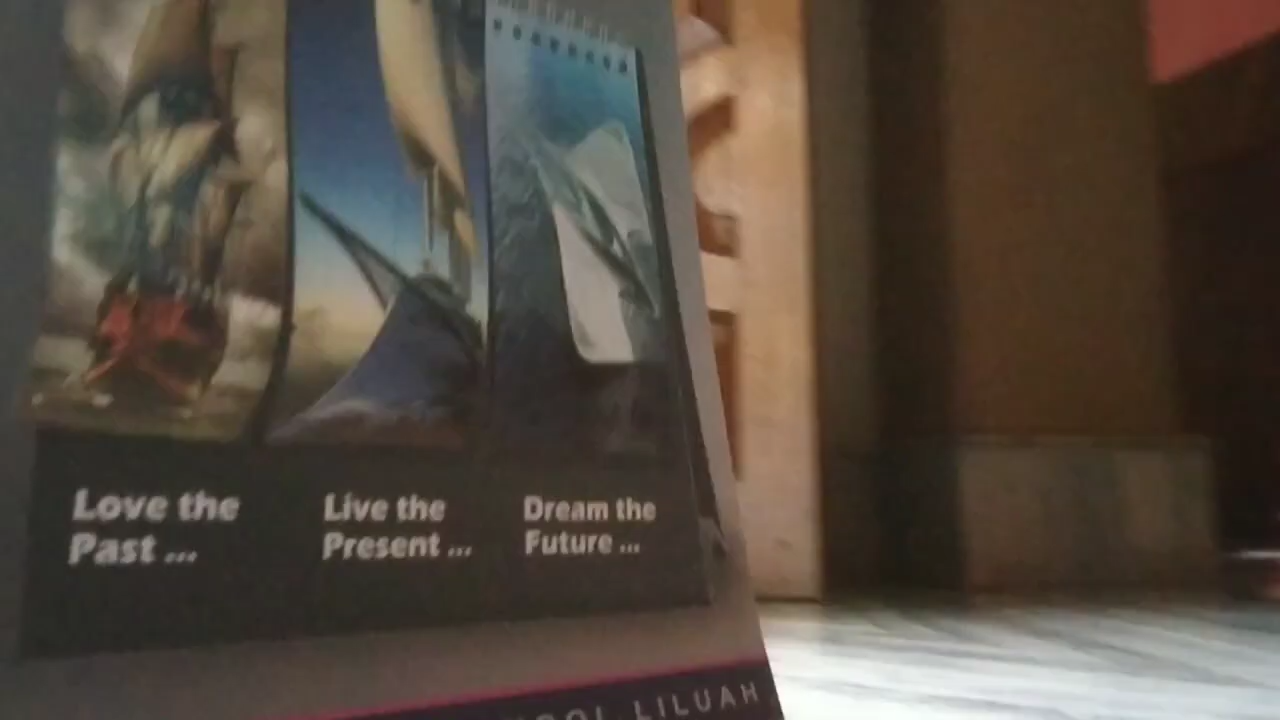 Love the
Past ...
Live the
Present ...
Dream the
Future ...
LILUAH